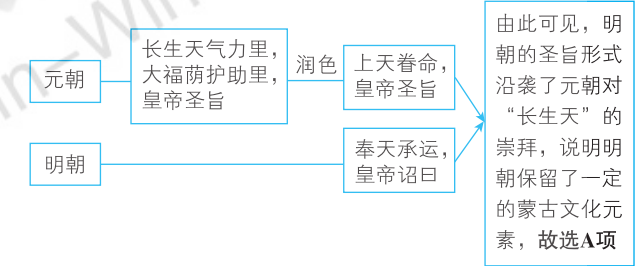 元朝
长生天气力里，
大福荫护助里，
皇帝圣旨
润色
上天眷命，
皇帝圣旨
明朝
奉天承运，
皇帝诏曰
由此可见，明
朝的圣旨形式
沿袭了元朝对
“长生天”的
崇拜，说明明
朝保留了一定
的蒙古文化元
素，故选A项